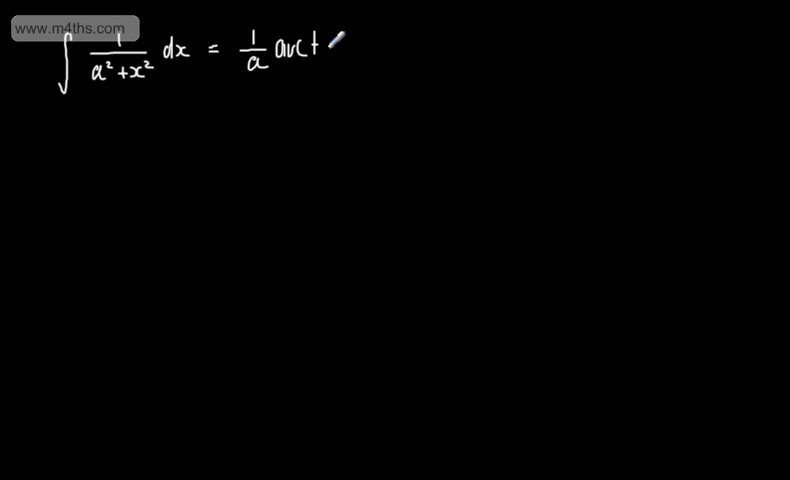 www.m4ths.com
∫ 1/(a²+x²) dx = 1/a arct